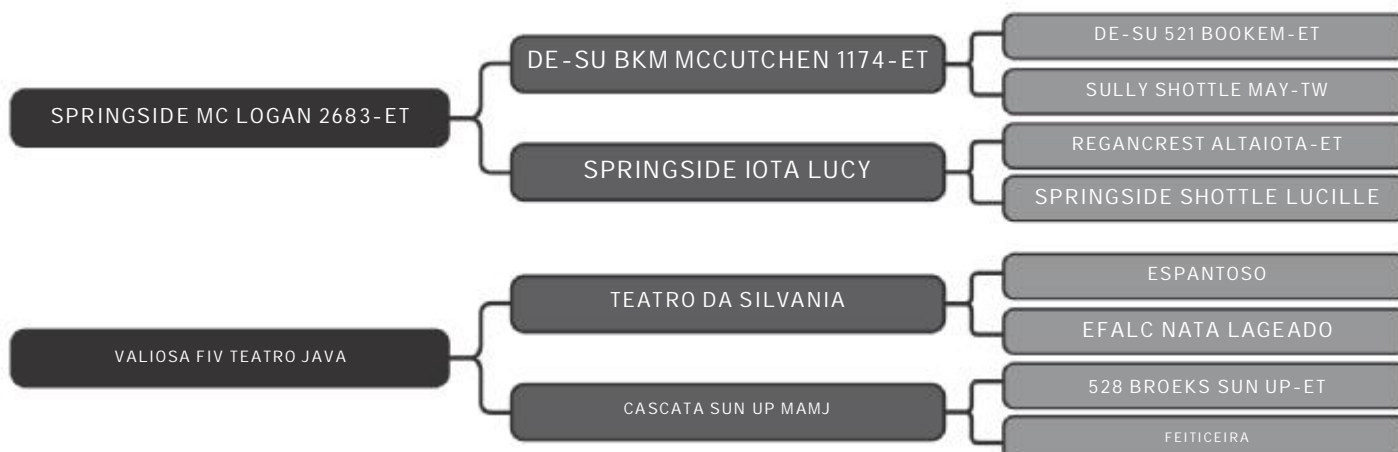 DE-SU 521 BOOKEM-ET
DE-SU BKM MCCUTCHEN 1174-ET
SULLY SHOTTLE MAY-TW
SPRINGSIDE MC LOGAN 2683-ET
REGANCREST ALTAIOTA-ET
SPRINGSIDE IOTA LUCY
SPRINGSIDE SHOTTLE LUCILLE
ESPANTOSO
TEATRO DA SILVANIA
EFALC NATA LAGEADO
VALIOSA FIV TEATRO JAVA
528 BROEKS SUN UP-ET
CASCATA SUN UP MAMJ
FEITICEIRA